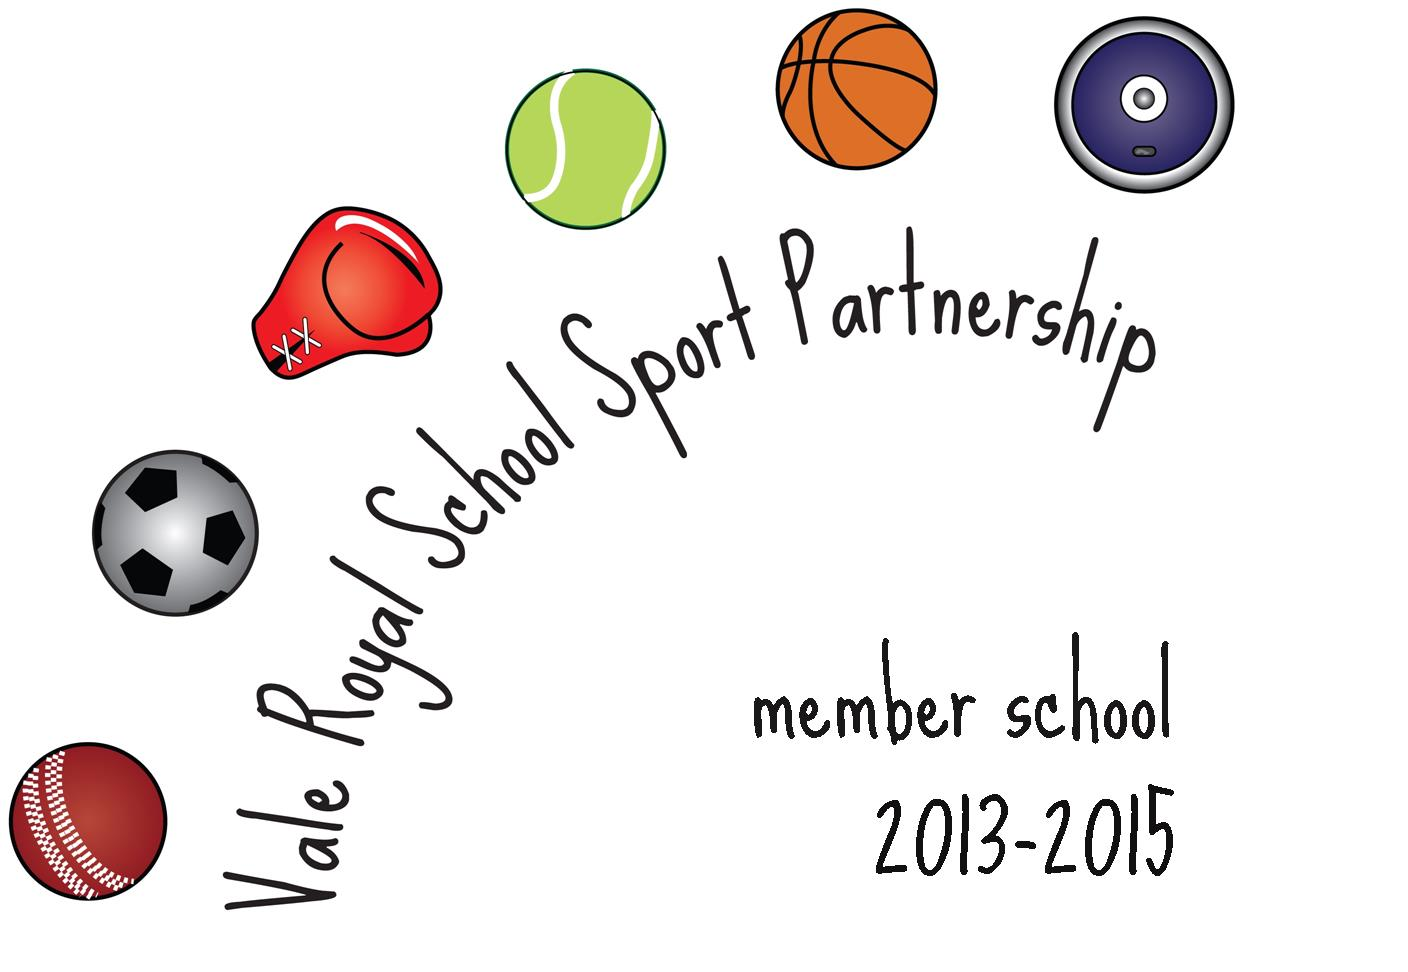 Vale Royal School Sport Partnership
member school
2013-2015